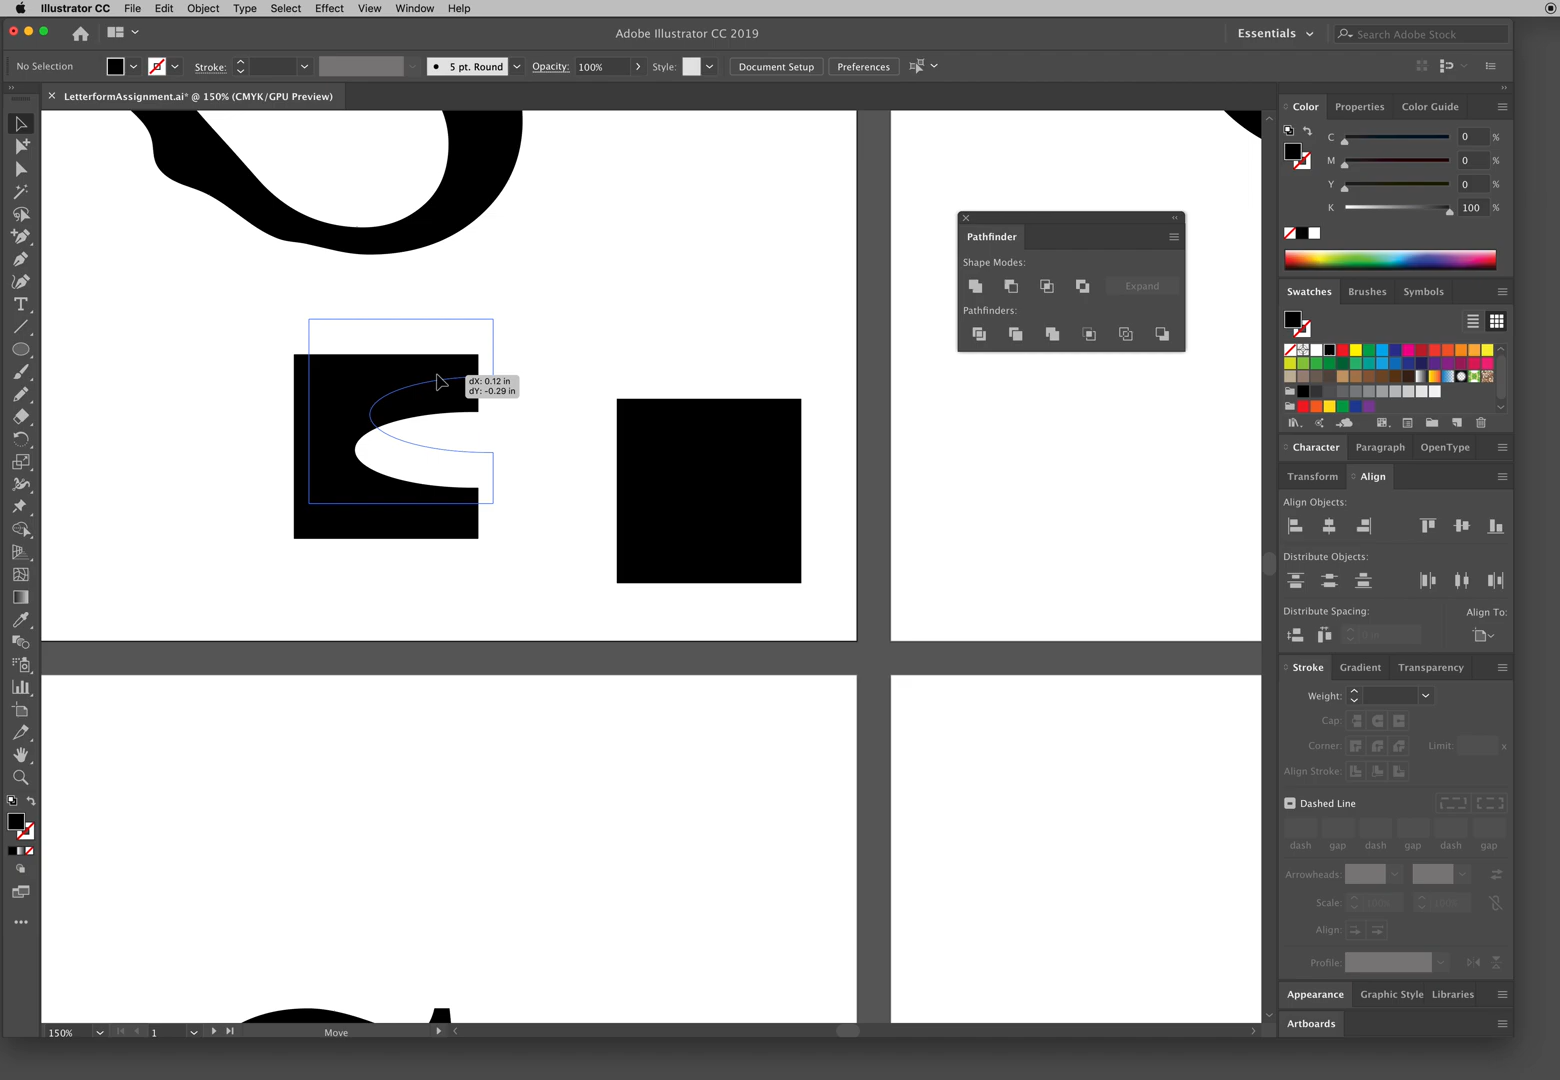 Illustrator CC File Edit Object Type Select Effect View Window Help
Adobe Illustrator CC 2019
Essentials
Search Adobe Stock
No Selection
Stroke:
5 pt. Round
Opacity: 100%
Style:
Document Setup
Preferences
LetterformAssignment.ai* @ 150% (CMYK/GPU Preview)
dX: 0.12 in
dY: -0.29 in
Pathfinder
Shape Modes:
Expand
Pathfinders:
Color Properties Color Guide
C 0 %
M 0 %
Y 0 %
K 100 %
Swatches Brushes Symbols
Character Paragraph OpenType
Transform Align
Align Objects:
Distribute Objects:
Distribute Spacing: Align To:
0 in
Stroke Gradient Transparency
Weight:
Cap:
Corner: Limit: x
Align Stroke:
Dashed Line
dash gap dash gap dash gap
Arrowheads:
Scale: 100% 100%
Align:
Profile:
Appearance Graphic Style Libraries
Artboards
150% 1 Move